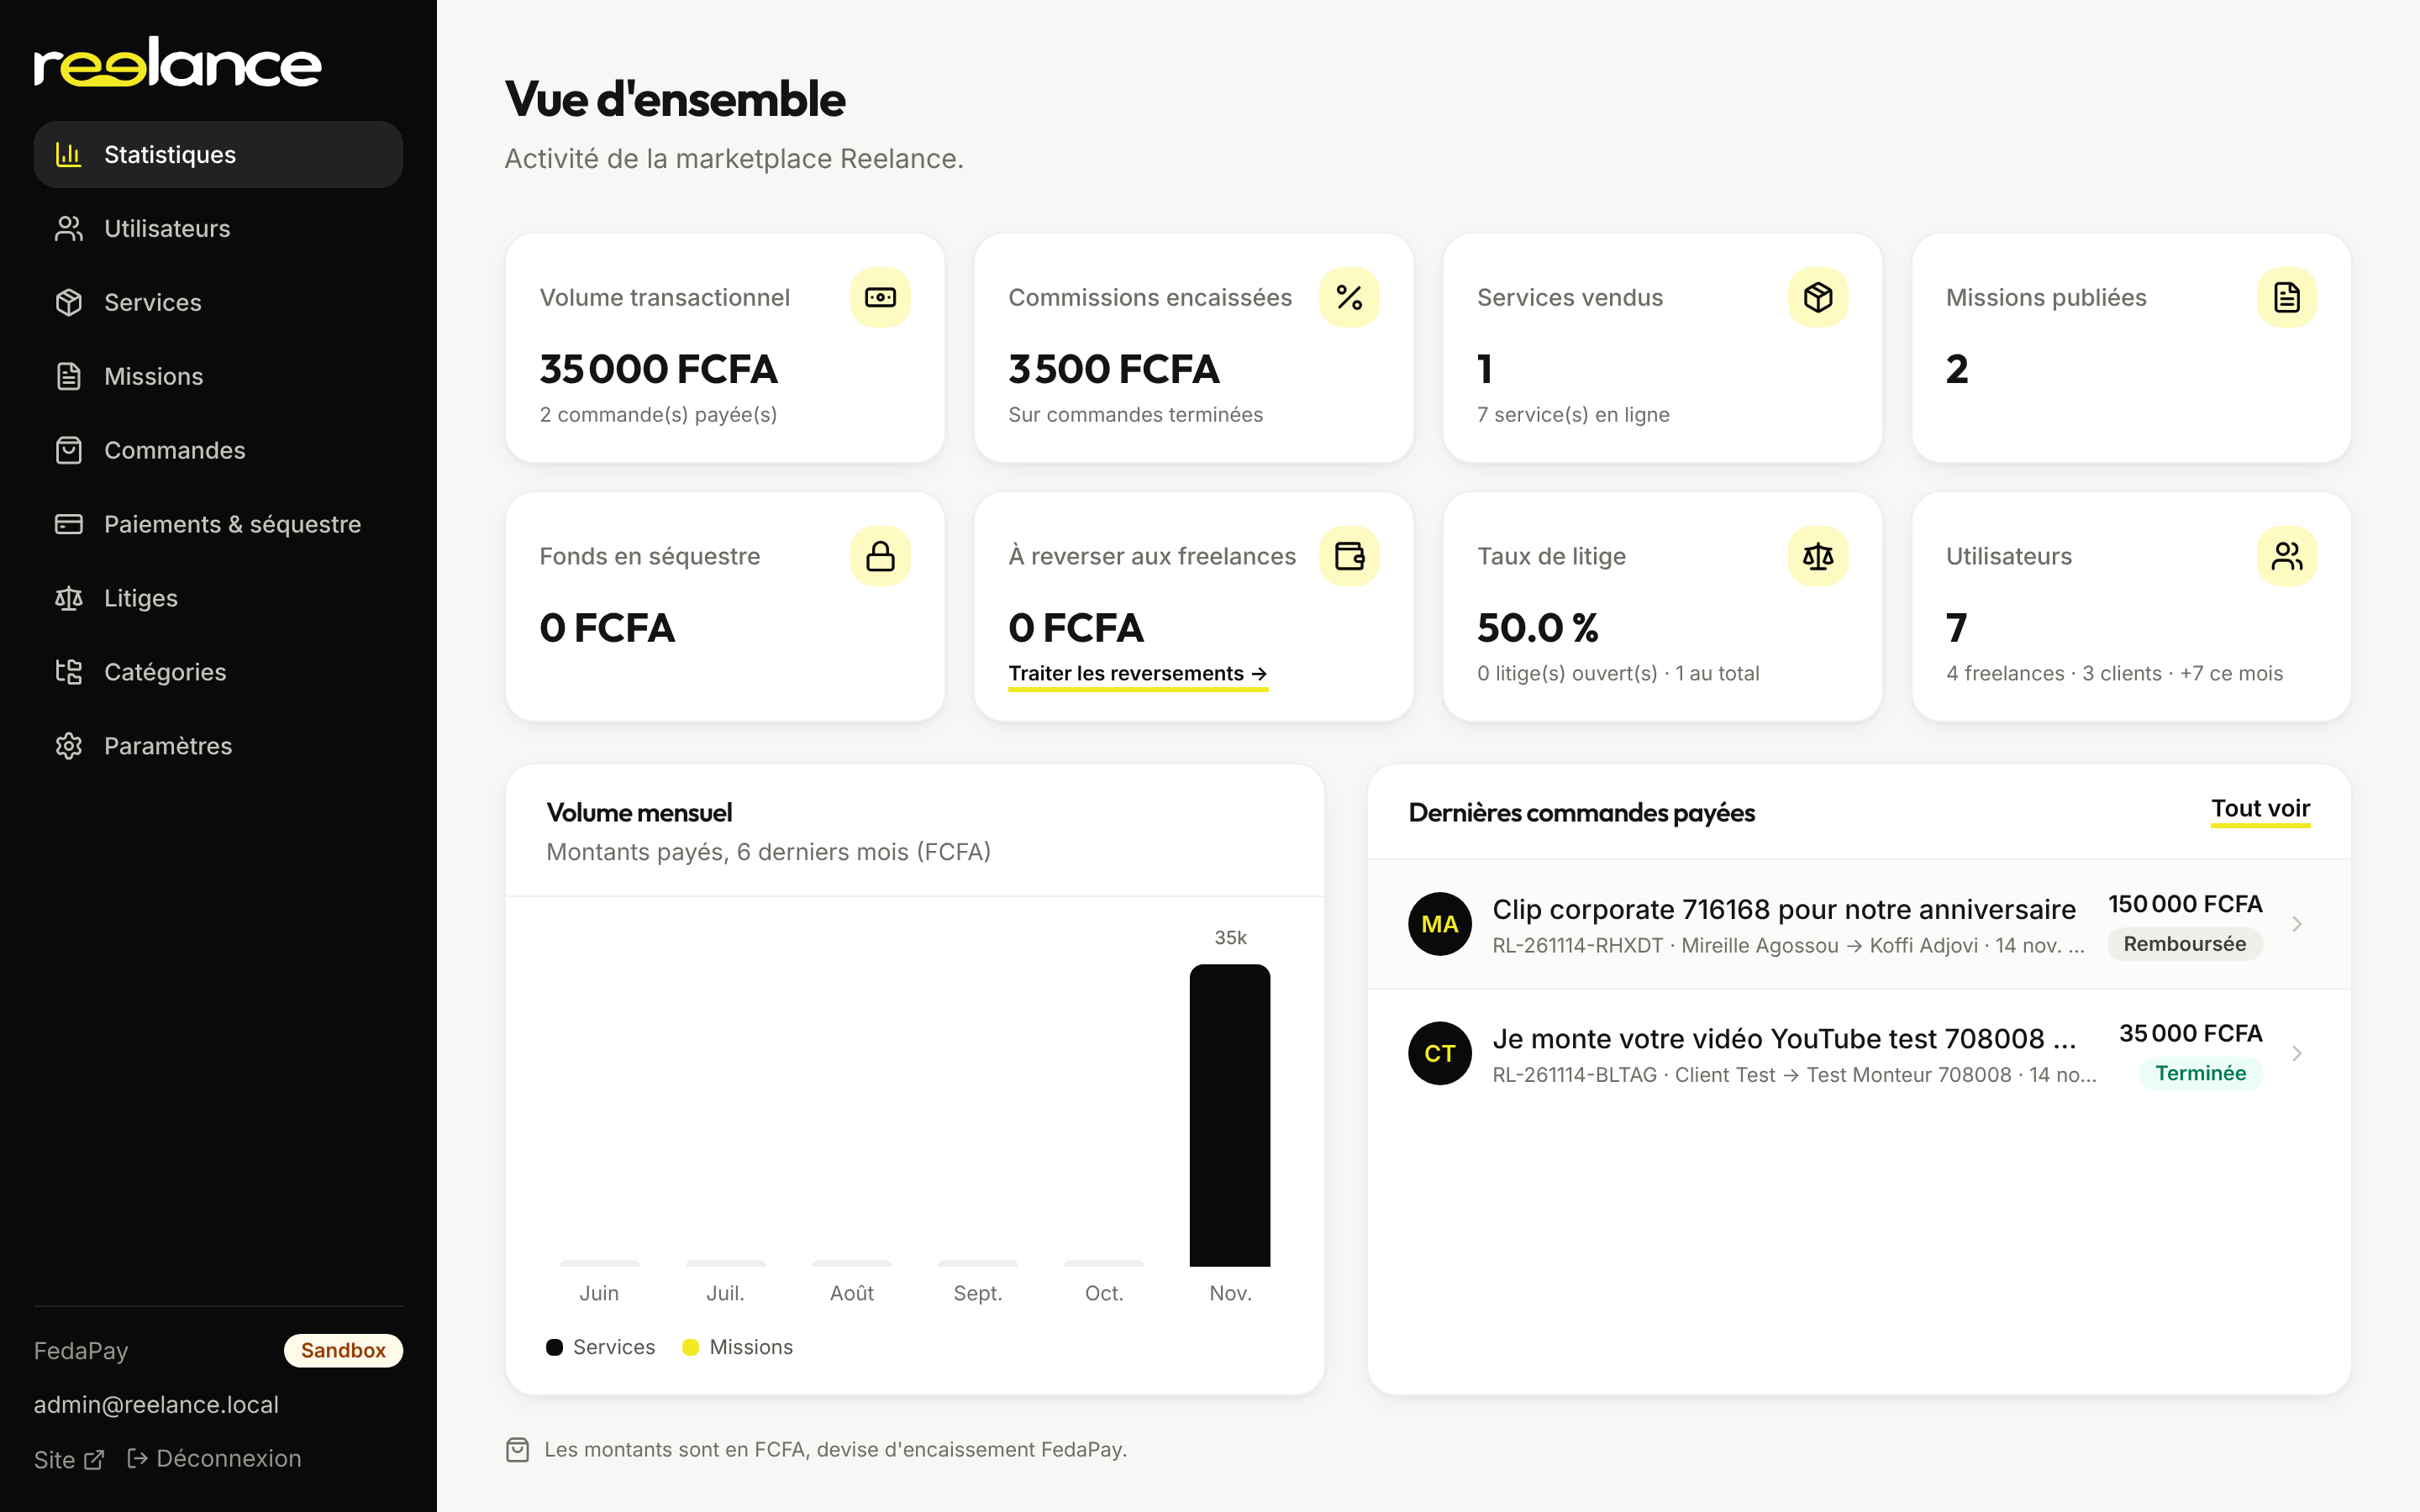 reelance
Statistiques
Utilisateurs
Services
Missions
Commandes
Paiements & séquestre
Litiges
Catégories
Paramètres
FedaPay
Sandbox
admin@reelance.local
Site
Déconnexion
Vue d'ensemble
Activité de la marketplace Reelance.
Volume transactionnel
35 000 FCFA
2 commande(s) payée(s)
Commissions encaissées
3 500 FCFA
Sur commandes terminées
Services vendus
1
7 service(s) en ligne
Missions publiées
2
Fonds en séquestre
0 FCFA
À reverser aux freelances
0 FCFA
Traiter les reversements →
Taux de litige
50.0 %
0 litige(s) ouvert(s) · 1 au total
Utilisateurs
7
4 freelances · 3 clients · +7 ce mois
Volume mensuel
Montants payés, 6 derniers mois (FCFA)
35k
Juin
Juil.
Août
Sept.
Oct.
Nov.
Services
Missions
Dernières commandes payées
Tout voir
MA
Clip corporate 716168 pour notre anniversaire
RL-261114-RHXDT · Mireille Agossou → Koffi Adjovi · 14 nov. ...
150 000 FCFA
Remboursée
CT
Je monte votre vidéo YouTube test 708008 ...
RL-261114-BLTAG · Client Test → Test Monteur 708008 · 14 no...
35 000 FCFA
Terminée
Les montants sont en FCFA, devise d'encaissement FedaPay.